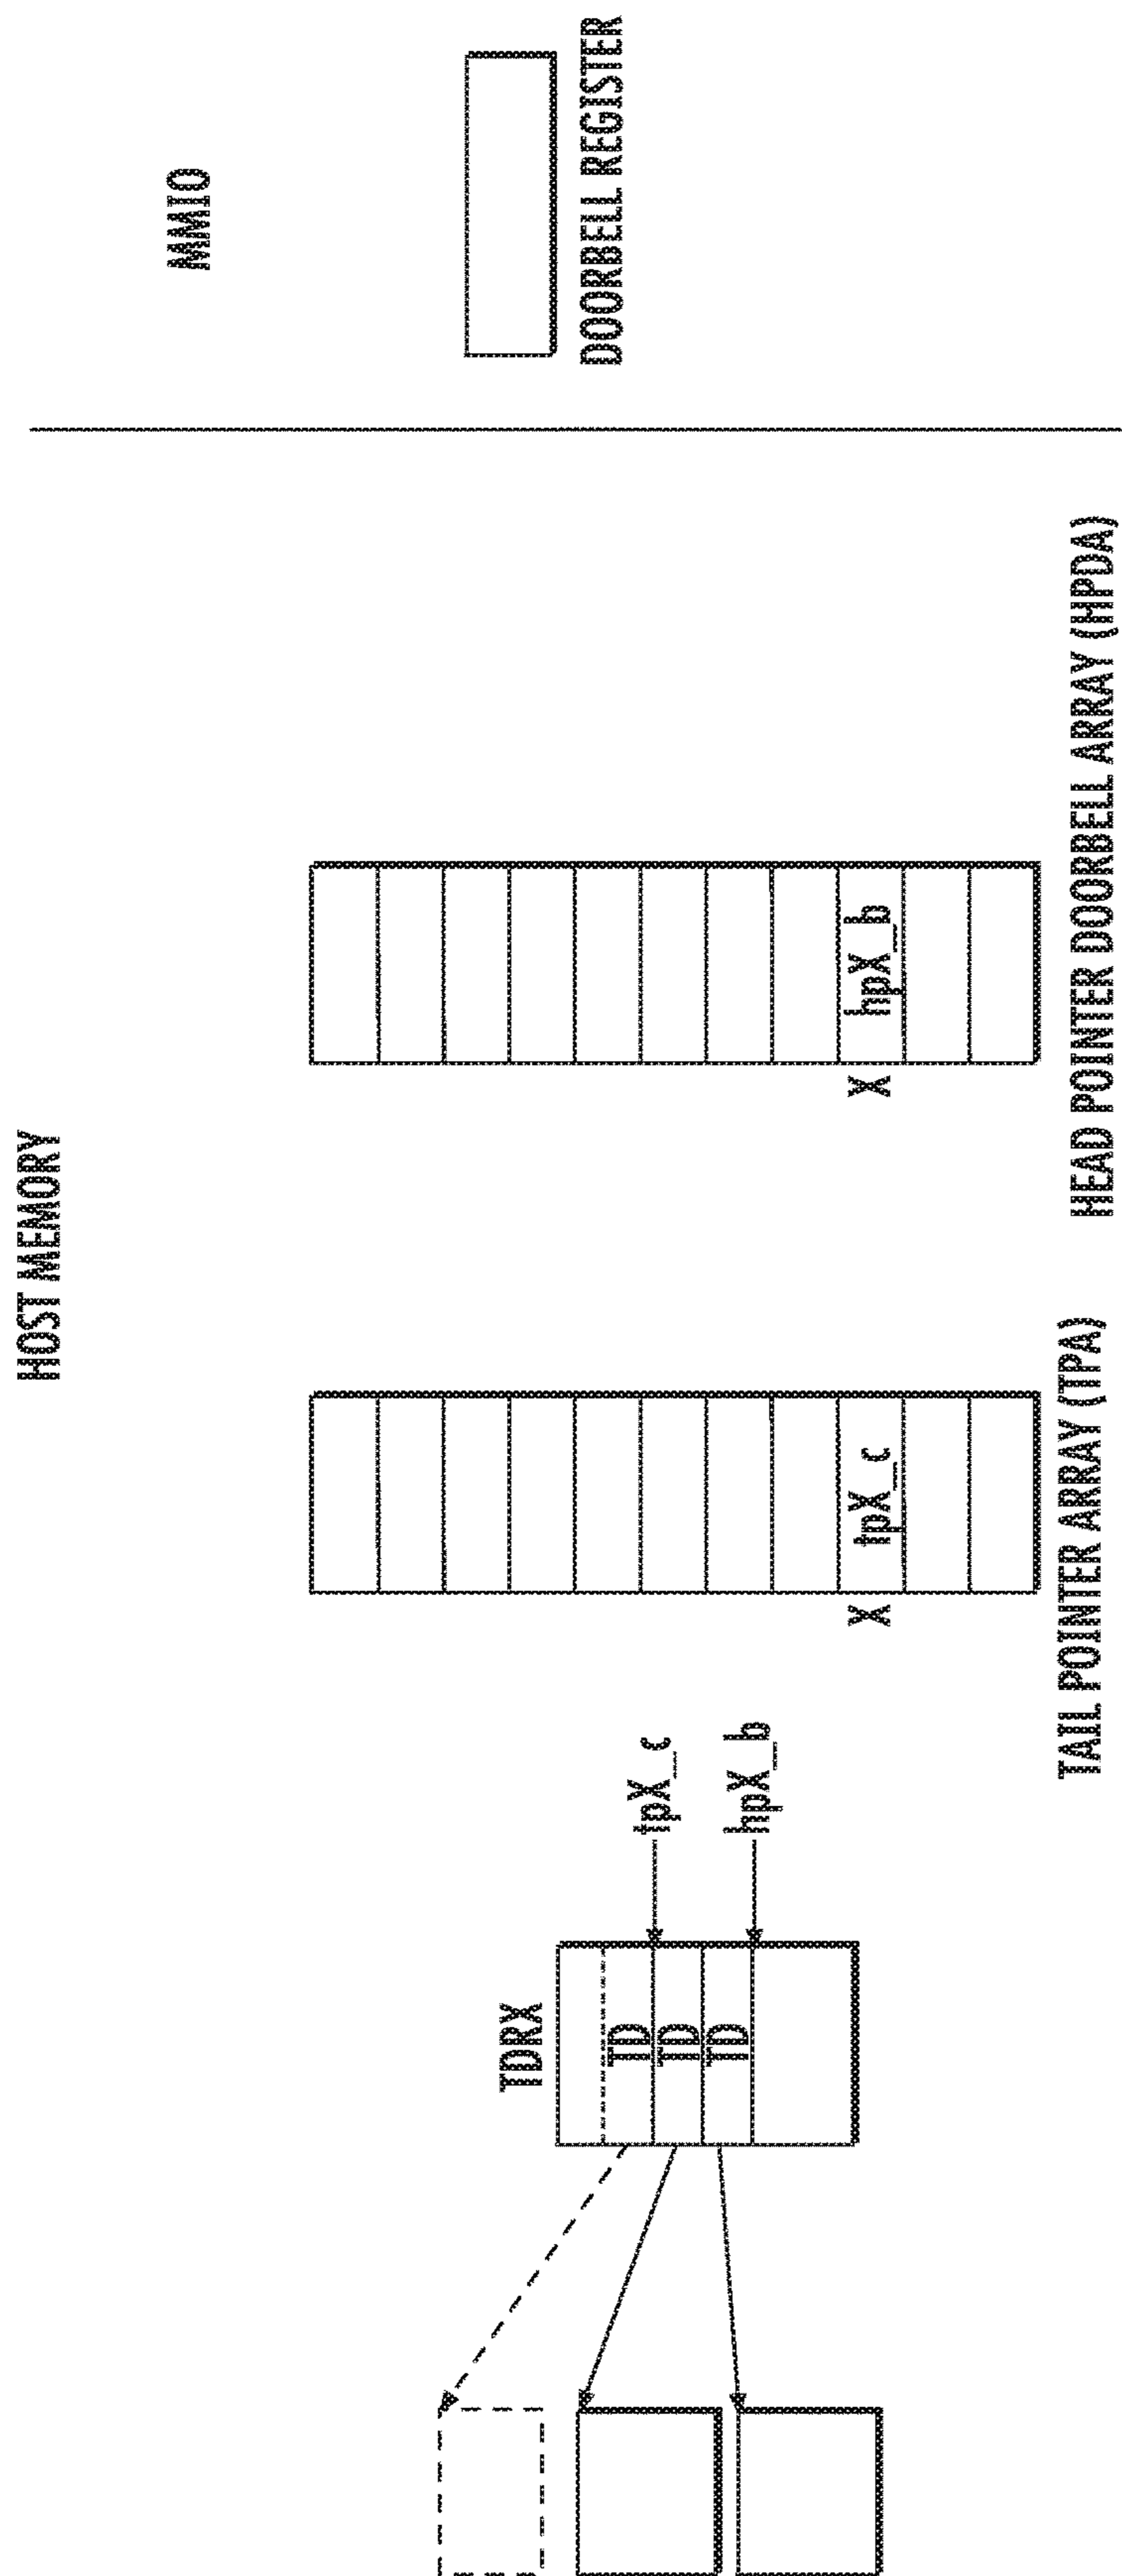 HOST MEMORY
MMIO
TDRX
DOORBELL REGISTER
TD
TD
TD
tpX_c
hpX_b
X
tpX_c
X
hpX_b
TAIL POINTER ARRAY (TPA)
HEAD POINTER DOORBELL ARRAY (HPDA)